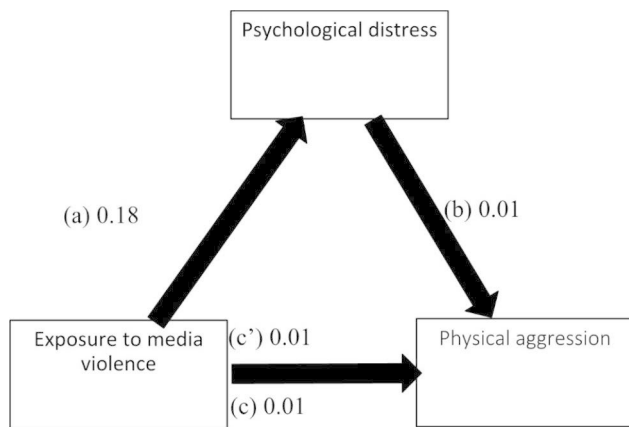 Psychological distress
(a) 0.18
(b) 0.01
Exposure to media
violence
(c’) 0.01
(c) 0.01
Physical aggression